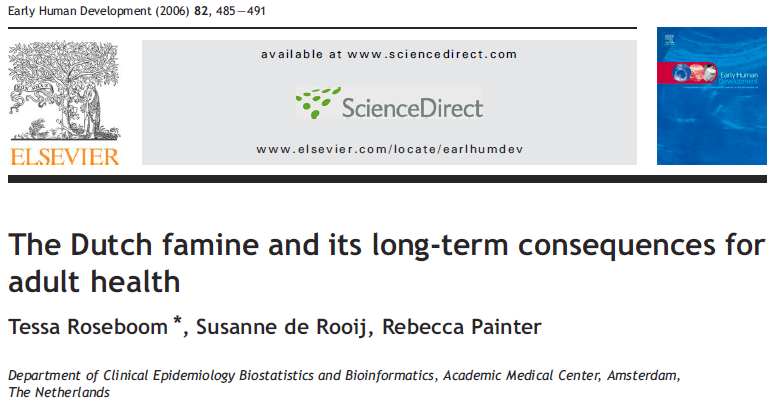 Early Human Development (2006) 82, 485—491
available at www.sciencedirect.com
ScienceDirect
ELSEVIER
www.elsevier.com/locate/earlhumdev
Early Human
Development
The Dutch famine and its long-term consequences for
adult health
Tessa Roseboom *, Susanne de Rooij, Rebecca Painter
Department of Clinical Epidemiology Biostatistics and Bioinformatics, Academic Medical Center, Amsterdam,
The Netherlands